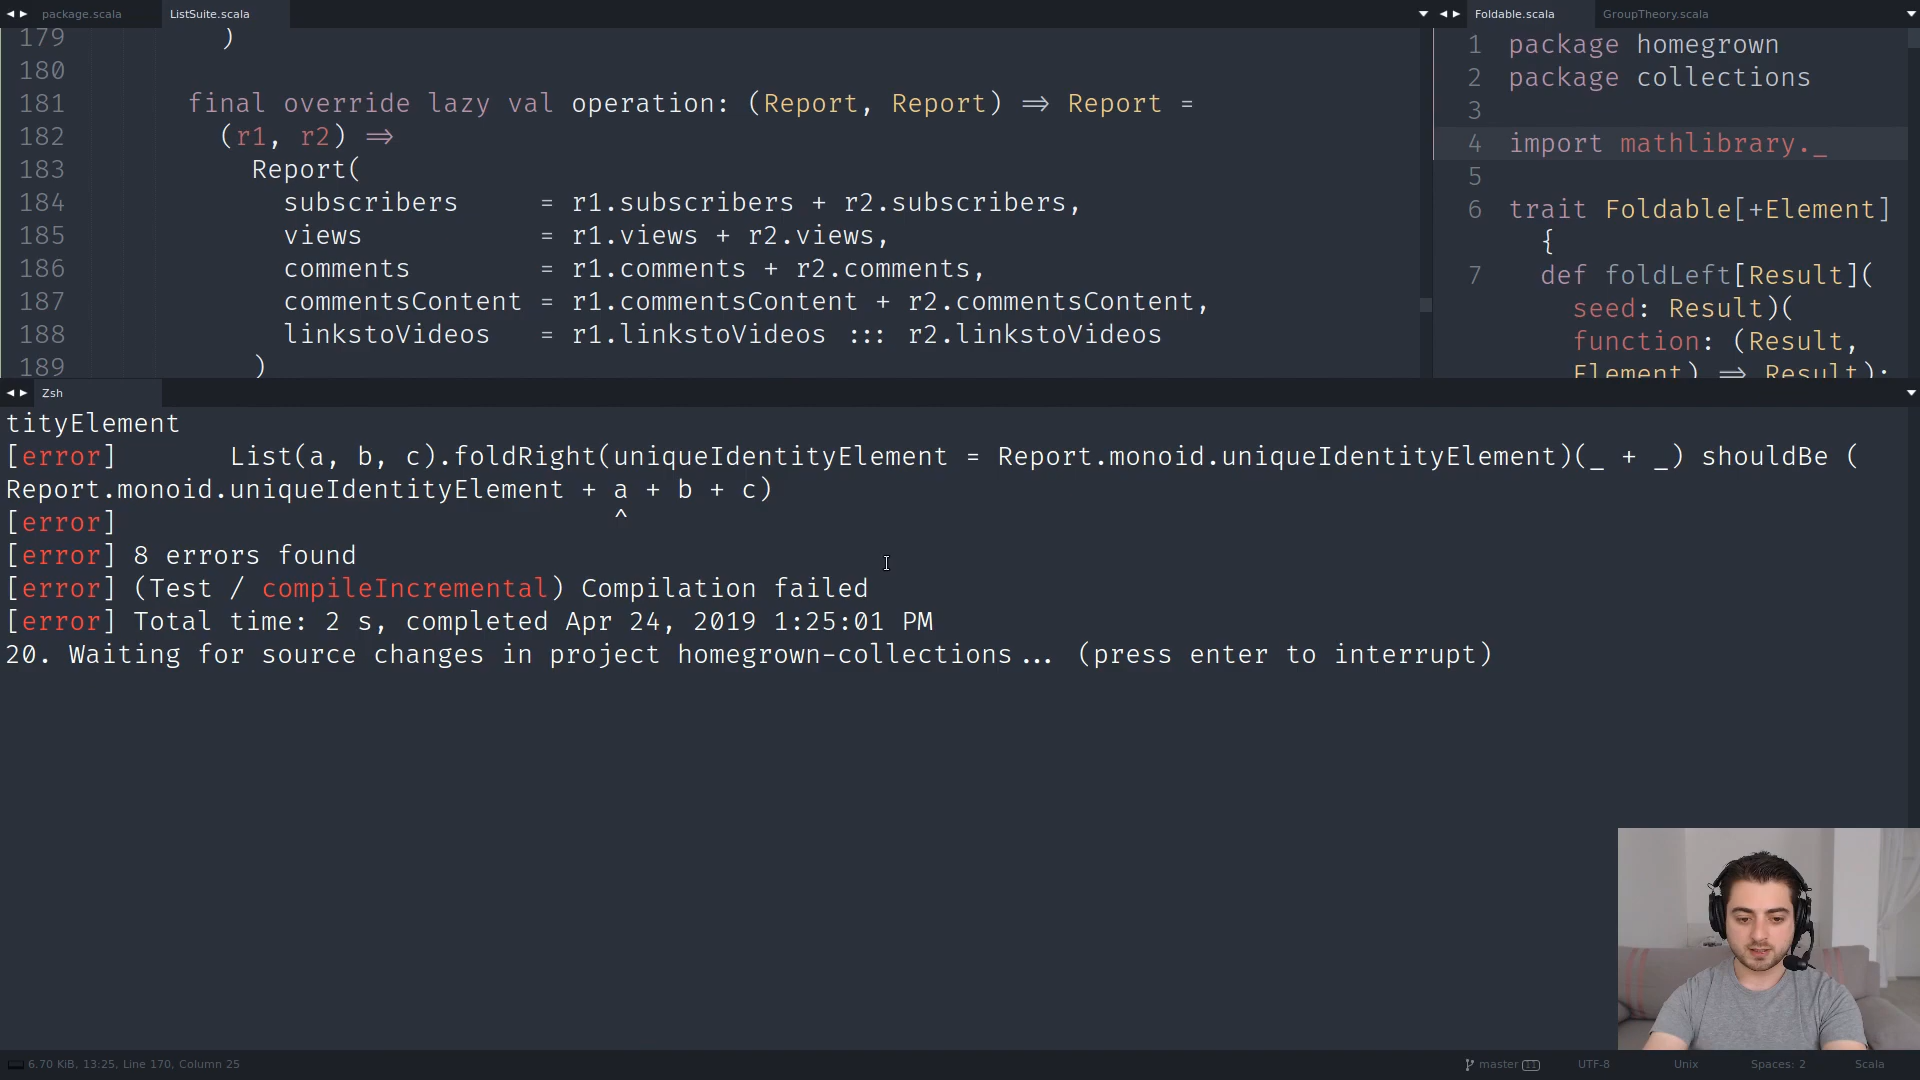 package.scala
ListSuite.scala
Foldable.scala
GroupTheory.scala
179 )
180
181 final override lazy val operation: (Report, Report) ⇒ Report =
182 (r1, r2) ⇒
183 Report(
184 subscribers = r1.subscribers + r2.subscribers,
185 views = r1.views + r2.views,
186 comments = r1.comments + r2.comments,
187 commentsContent = r1.commentsContent + r2.commentsContent,
188 linkstoVideos = r1.linkstoVideos ::: r2.linkstoVideos
189 )
1 package homegrown
2 package collections
3
4 import mathlibrary._
5
6 trait Foldable[+Element]
{
7 def foldLeft[Result](
seed: Result)(
function: (Result,
Element) ⇒ Result):
Zsh
tityElement
[error] List(a, b, c).foldRight(uniqueIdentityElement = Report.monoid.uniqueIdentityElement)(_ + _) shouldBe (
Report.monoid.uniqueIdentityElement + a + b + c)
[error] ^
[error] 8 errors found
[error] (Test / compileIncremental) Compilation failed
[error] Total time: 2 s, completed Apr 24, 2019 1:25:01 PM
20. Waiting for source changes in project homegrown-collections... (press enter to interrupt)
6.70 KiB, 13:25, Line 170, Column 25
master 11
UTF-8
Unix
Spaces: 2
Scala